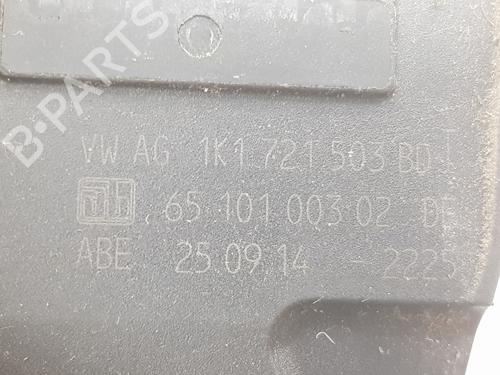 B-PARTS
VW AG 1K1 721 503 BD
65 101 003 02 DE
ABE 25 09 14 - 2225